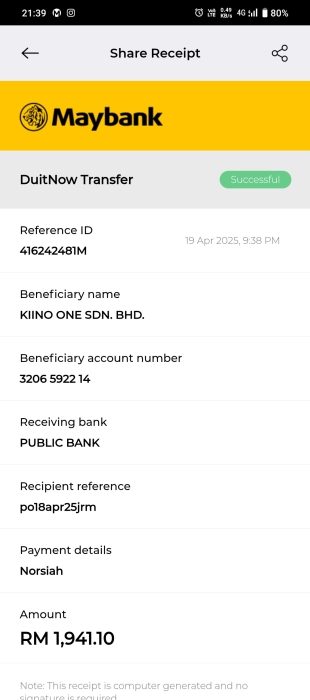 21:39
VoWiFi LTE 0.49 KB/s 4G 80%
Share Receipt
Maybank
DuitNow Transfer Successful
Reference ID
19 Apr 2025, 9:38 PM
416242481M
Beneficiary name
KIINO ONE SDN. BHD.
Beneficiary account number
3206 5922 14
Receiving bank
PUBLIC BANK
Recipient reference
po18apr25jrm
Payment details
Norsiah
Amount
RM 1,941.10
Note: This receipt is computer generated and no
signature is required.